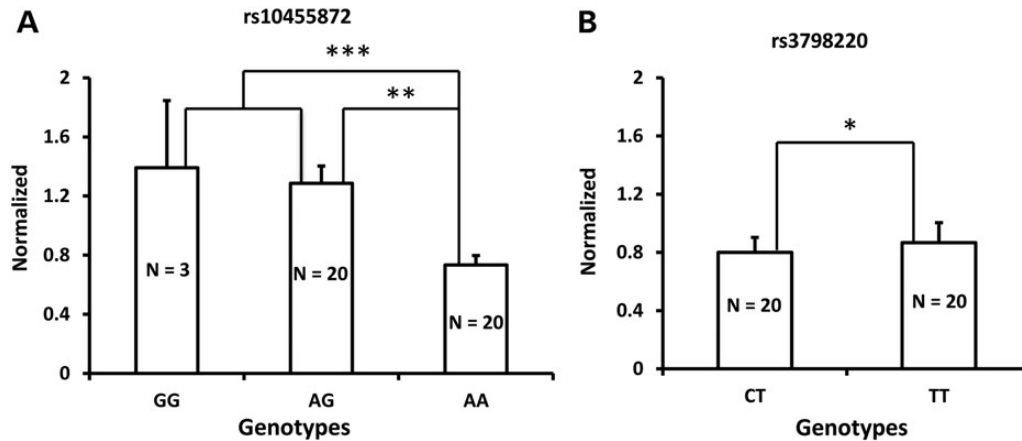 A
rs10455872
***
**
2
1.6
1.2
0.8
0.4
0
Normalized
N = 3
N = 20
N = 20
GG AG AA
Genotypes
B
rs3798220
*
2
1.6
1.2
0.8
0.4
0
Normalized
N = 20
N = 20
CT TT
Genotypes